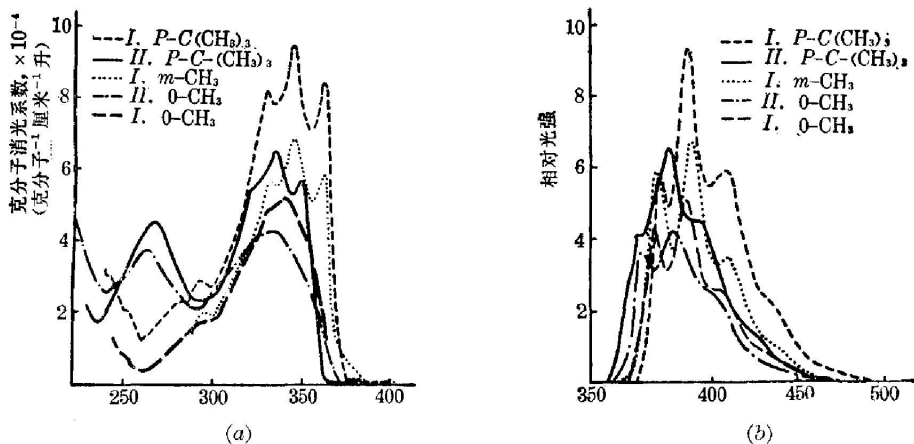 克分子消光系数, ×10⁻⁴
(克分子⁻¹厘米⁻¹升)
10
8
6
4
2
I. P-C(CH₃)₃
II. P-C-(CH₃)₃
I. m-CH₃
II. 0-CH₃
I. 0-CH₃
250
300
350
400
(a)
相对光强
10
8
6
4
2
I. P-C(CH₃)₃
II. P-C-(CH₃)₃
I. m-CH₃
II. 0-CH₃
I. 0-CH₃
350
400
450
500
(b)